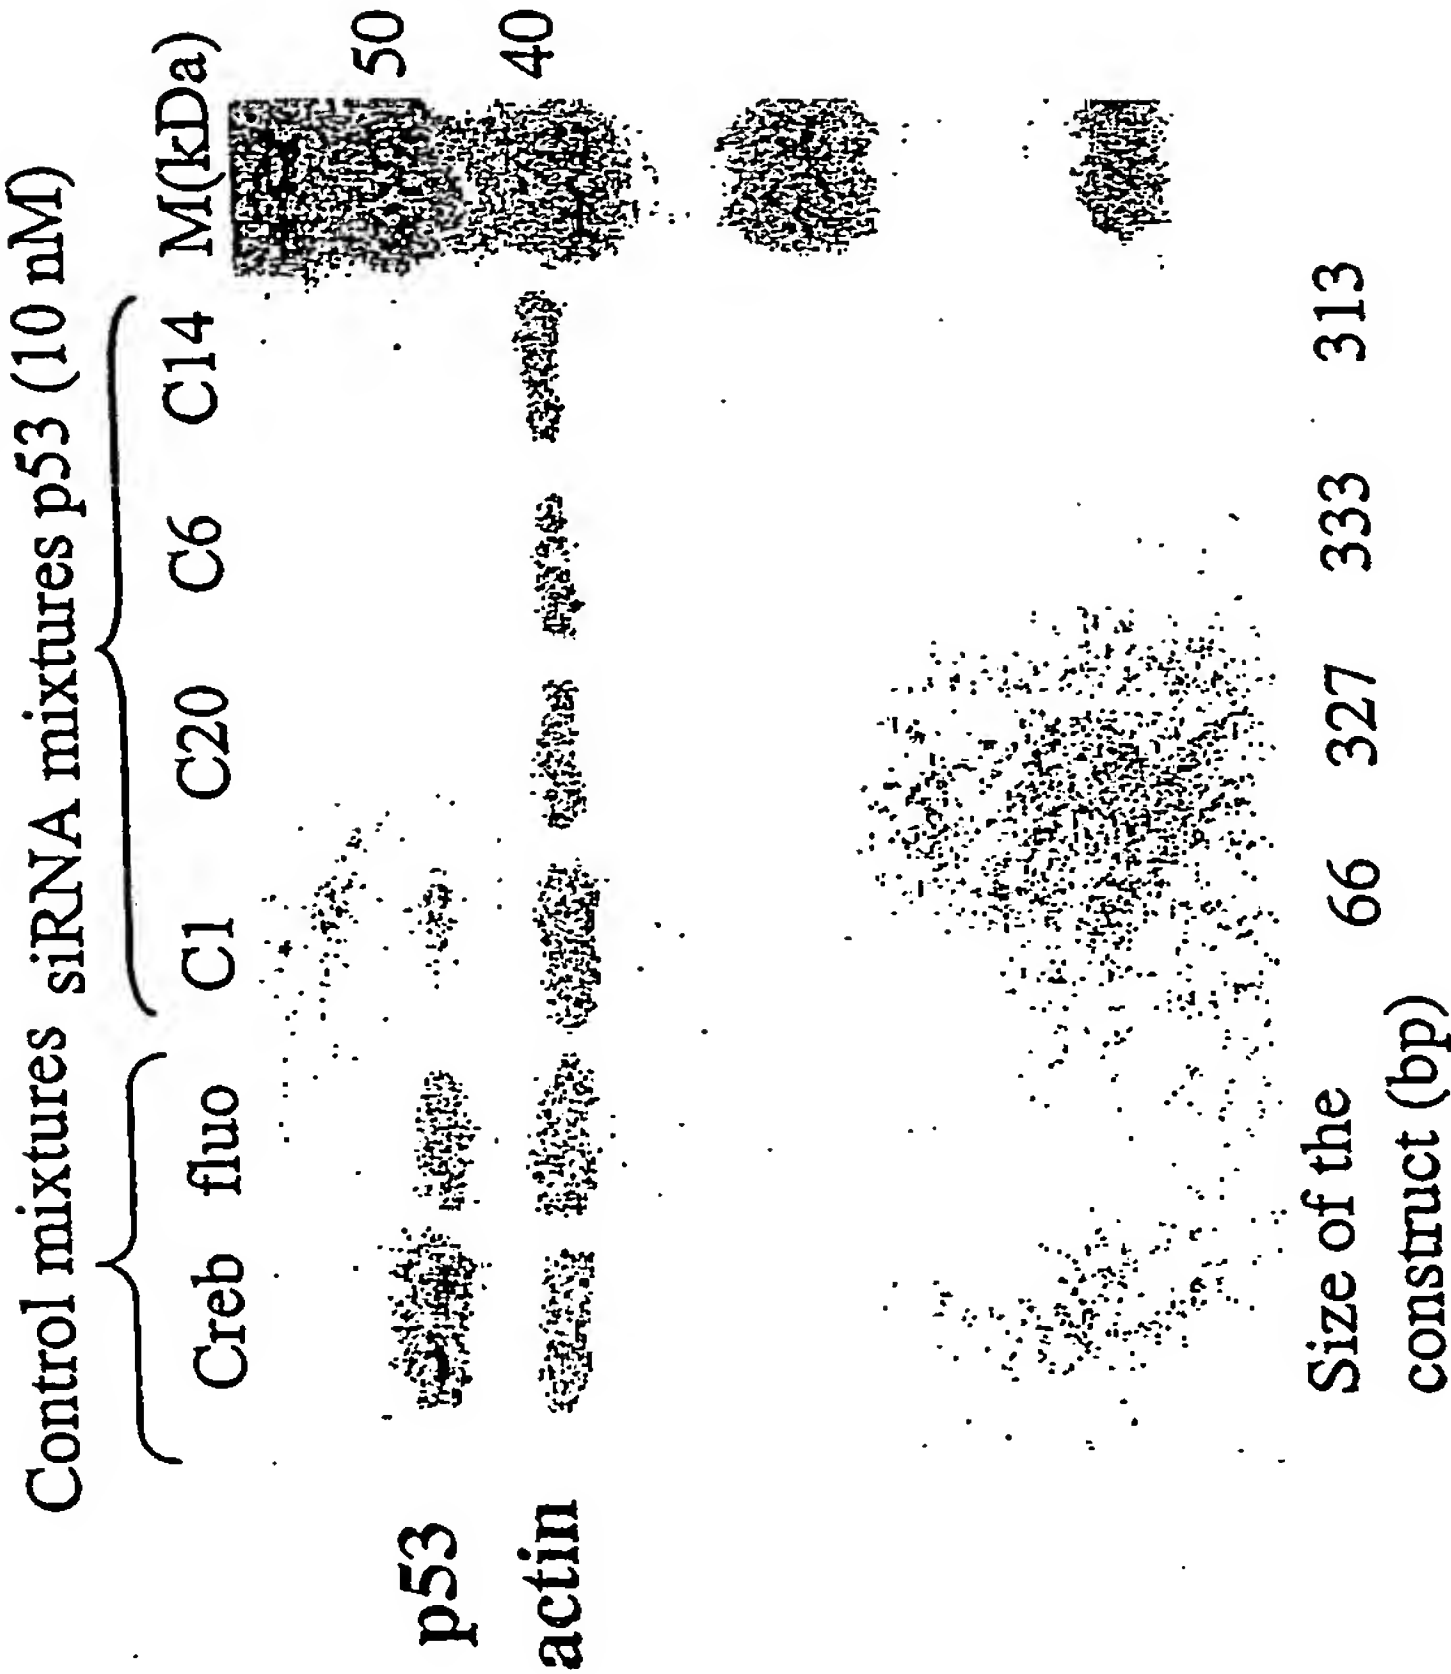 Control mixtures siRNA mixtures p53 (10 nM)
Creb fluo C1 C20 C6 C14 M(kDa)
50
p53
40
actin
Size of the 66 327 333 313
construct (bp)